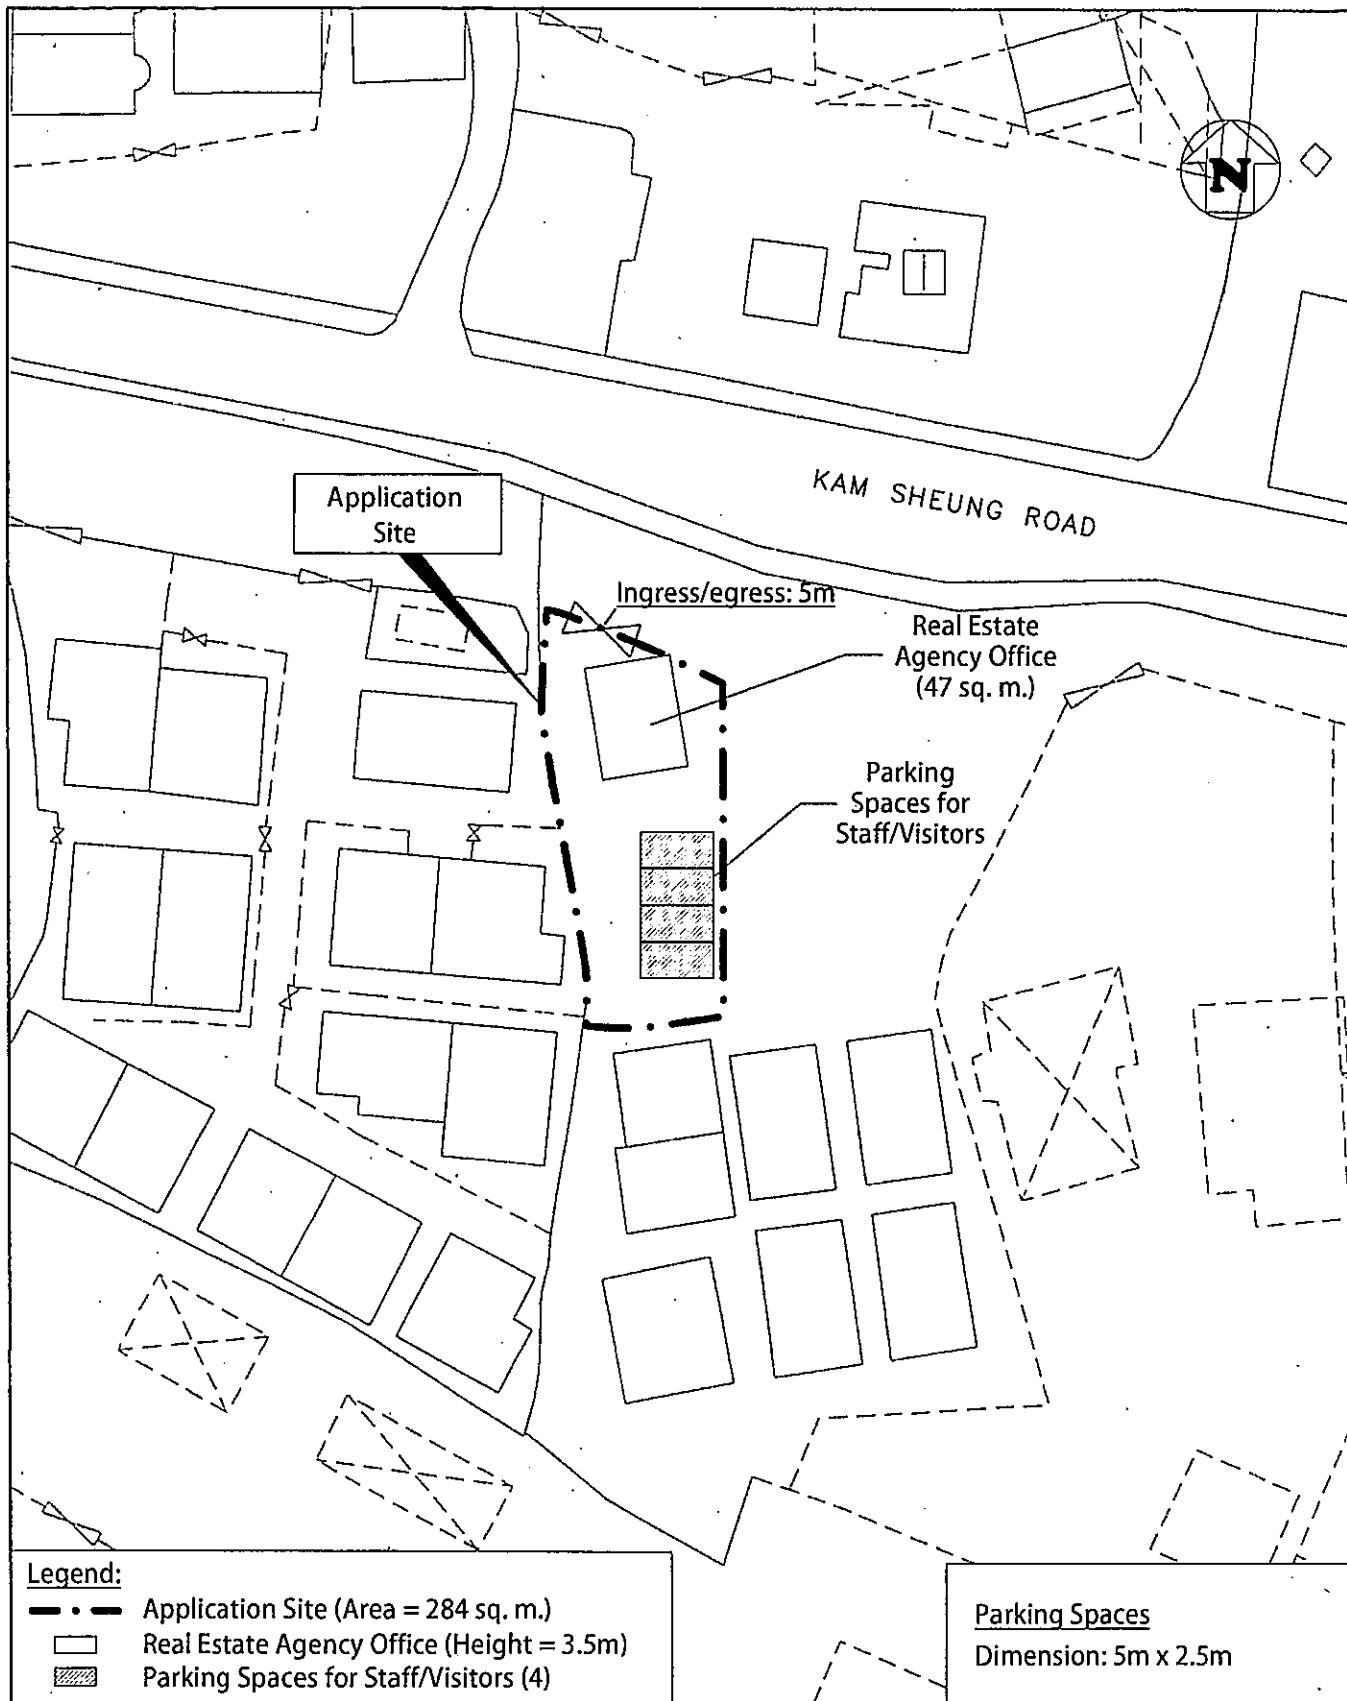 N
KAM SHEUNG ROAD
Application
Site
Ingress/egress: 5m
Real Estate
Agency Office
(47 sq. m.)
Parking
Spaces for
Staff/Visitors
Legend:
Application Site (Area = 284 sq. m.)
Real Estate Agency Office (Height = 3.5m)
Parking Spaces for Staff/Visitors (4)
Parking Spaces
Dimension: 5m x 2.5m